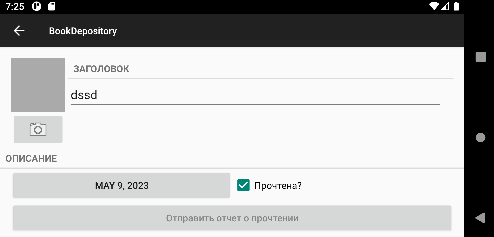 7:25
BookDepository
ЗАГОЛОВОК
dssd
ОПИСАНИЕ
MAY 9, 2023
Прочтена?
Отправить отчет о прочтении